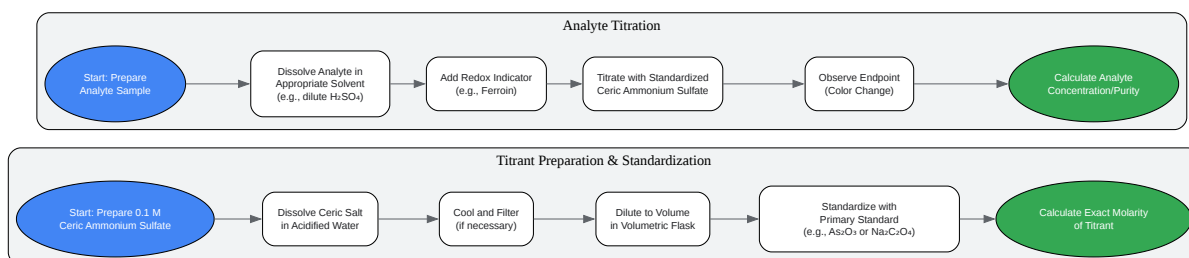 Analyte Titration
Start: Prepare
Analyte Sample
Dissolve Analyte in
Appropriate Solvent
(e.g., dilute H₂SO₄)
Add Redox Indicator
(e.g., Ferroin)
Titrate with Standardized
Ceric Ammonium Sulfate
Observe Endpoint
(Color Change)
Calculate Analyte
Concentration/Purity
Titrant Preparation & Standardization
Start: Prepare 0.1 M
Ceric Ammonium Sulfate
Dissolve Ceric Salt
in Acidified Water
Cool and Filter
(if necessary)
Dilute to Volume
in Volumetric Flask
Standardize with
Primary Standard
(e.g., As₂O₃ or Na₂C₂O₄)
Calculate Exact Molarity
of Titrant